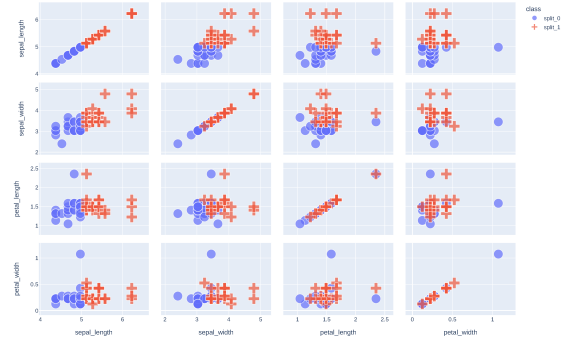 class
split_0
split_1
sepal_length
6
5
4
sepal_width
5
4
3
2
petal_length
2.5
2
1.5
1
petal_width
1
0.5
0
4 5 6 2 3 4 5 1 1.5 2 2.5 0 1
sepal_length sepal_width petal_length petal_width